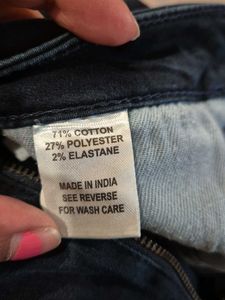 71% COTTON
27% POLYESTER
2% ELASTANE
MADE IN INDIA
SEE REVERSE
FOR WASH CARE